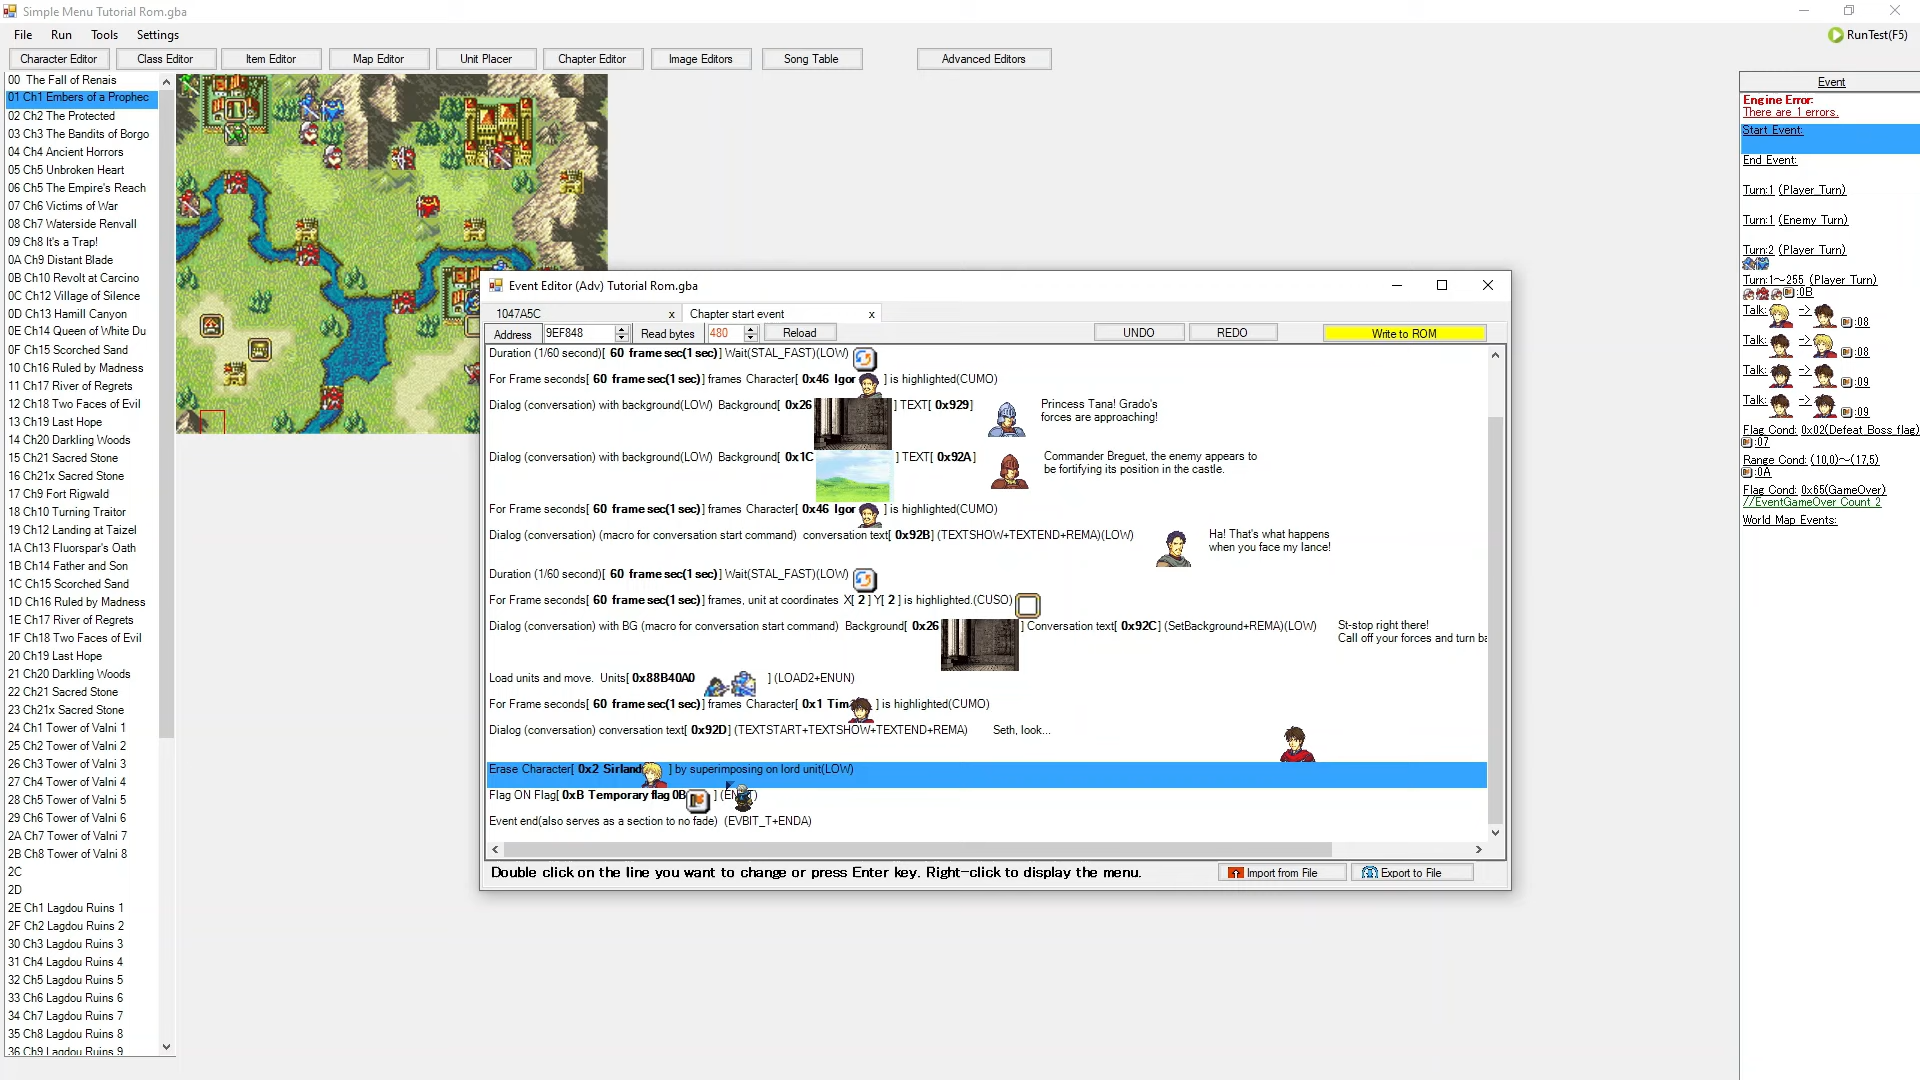 Simple Menu Tutorial Rom.gba
File Run Tools Settings
RunTest(F5)
Character Editor Class Editor Item Editor Map Editor Unit Placer Chapter Editor Image Editors Song Table Advanced Editors
00 The Fall of Renais
01 Ch1 Embers of a Prophec
02 Ch2 The Protected
03 Ch3 The Bandits of Borgo
04 Ch4 Ancient Horrors
05 Ch5 Unbroken Heart
06 Ch5 The Empire's Reach
07 Ch6 Victims of War
08 Ch7 Waterside Renvall
09 Ch8 It's a Trap!
0A Ch9 Distant Blade
0B Ch10 Revolt at Carcino
0C Ch12 Village of Silence
0D Ch13 Hamill Canyon
0E Ch14 Queen of White Du
0F Ch15 Scorched Sand
10 Ch16 Ruled by Madness
11 Ch17 River of Regrets
12 Ch18 Two Faces of Evil
13 Ch19 Last Hope
14 Ch20 Darkling Woods
15 Ch21 Sacred Stone
16 Ch21x Sacred Stone
17 Ch9 Fort Rigwald
18 Ch10 Turning Traitor
19 Ch12 Landing at Taizel
1A Ch13 Fluorspar's Oath
1B Ch14 Father and Son
1C Ch15 Scorched Sand
1D Ch16 Ruled by Madness
1E Ch17 River of Regrets
1F Ch18 Two Faces of Evil
20 Ch19 Last Hope
21 Ch20 Darkling Woods
22 Ch21 Sacred Stone
23 Ch21x Sacred Stone
24 Ch1 Tower of Valni 1
25 Ch2 Tower of Valni 2
26 Ch3 Tower of Valni 3
27 Ch4 Tower of Valni 4
28 Ch5 Tower of Valni 5
29 Ch6 Tower of Valni 6
2A Ch7 Tower of Valni 7
2B Ch8 Tower of Valni 8
2C
2D
2E Ch1 Lagdou Ruins 1
2F Ch2 Lagdou Ruins 2
30 Ch3 Lagdou Ruins 3
31 Ch4 Lagdou Ruins 4
32 Ch5 Lagdou Ruins 5
33 Ch6 Lagdou Ruins 6
34 Ch7 Lagdou Ruins 7
35 Ch8 Lagdou Ruins 8
36 Ch9 Lagdou Ruins 9
Event Editor (Adv) Tutorial Rom.gba
1047A5C x Chapter start event x
Address 9EF848 Read bytes 480 Reload UNDO REDO Write to ROM
Duration (1/60 second)[ 60 frame sec(1 sec)] Wait(STAL_FAST)(LOW)
For Frame seconds[ 60 frame sec(1 sec)] frames Character[ 0x46 Igor ] is highlighted(CUMO)
Dialog (conversation) with background(LOW) Background[ 0x26 ] TEXT[ 0x929] Princess Tana! Grado's
forces are approaching!
Dialog (conversation) with background(LOW) Background[ 0x1C ] TEXT[ 0x92A] Commander Breguet, the enemy appears to
be fortifying its position in the castle.
For Frame seconds[ 60 frame sec(1 sec)] frames Character[ 0x46 Igor ] is highlighted(CUMO)
Dialog (conversation) (macro for conversation start command) conversation text[ 0x92B] (TEXTSHOW+TEXTEND+REMA)(LOW) Ha! That's what happens
when you face my lance!
Duration (1/60 second)[ 60 frame sec(1 sec)] Wait(STAL_FAST)(LOW)
For Frame seconds[ 60 frame sec(1 sec)] frames, unit at coordinates X[ 2] Y[ 2] is highlighted.(CUSO)
Dialog (conversation) with BG (macro for conversation start command) Background[ 0x26 ] Conversation text[ 0x92C] (SetBackground+REMA)(LOW) St-stop right there!
Call off your forces and turn ba
Load units and move. Units[ 0x88B40A0 ] (LOAD2+ENUN)
For Frame seconds[ 60 frame sec(1 sec)] frames Character[ 0x1 Tim ] is highlighted(CUMO)
Dialog (conversation) conversation text[ 0x92D] (TEXTSTART+TEXTSHOW+TEXTEND+REMA) Seth, look...
Erase Character[ 0x2 Sirland ] by superimposing on lord unit(LOW)
Flag ON Flag[ 0xB Temporary flag 0B ]
Event end(also serves as a section to no fade) (EVBIT_T+ENDA)
Double click on the line you want to change or press Enter key. Right-click to display the menu.
Import from File Export to File
Event
Engine Error:
There are 1 errors.
Start Event:
End Event:
Turn:1 (Player Turn)
Turn:1 (Enemy Turn)
Turn:2 (Player Turn)
Turn:1~255 (Player Turn)
:0B
Talk: -> :08
Talk: -> :08
Talk: -> :09
Talk: -> :09
Flag Cond: 0x02(Defeat Boss flag)
:07
Range Cond: (10,0)~(17,5)
:0A
Flag Cond: 0x65(GameOver)
//EventGameOver Count 2
World Map Events: